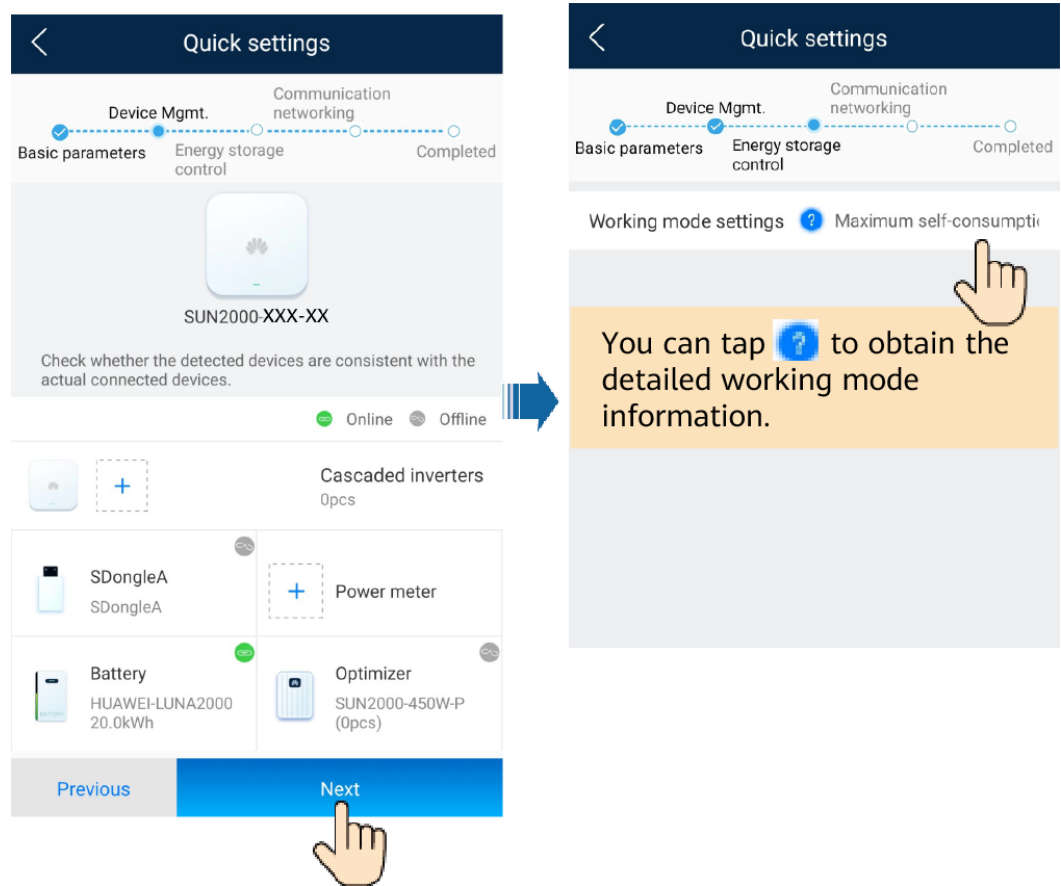 Quick settings
Communication
Device Mgmt. networking
Basic parameters Energy storage Completed
control
SUN2000-XXX-XX
Check whether the detected devices are consistent with the
actual connected devices.
Online Offline
Cascaded inverters
0pcs
SDongleA
SDongleA
Power meter
Battery
HUAWEI-LUNA2000
20.0kWh
Optimizer
SUN2000-450W-P
(0pcs)
Previous Next
Quick settings
Communication
Device Mgmt. networking
Basic parameters Energy storage Completed
control
Working mode settings ? Maximum self-consumpti
You can tap ? to obtain the
detailed working mode
information.